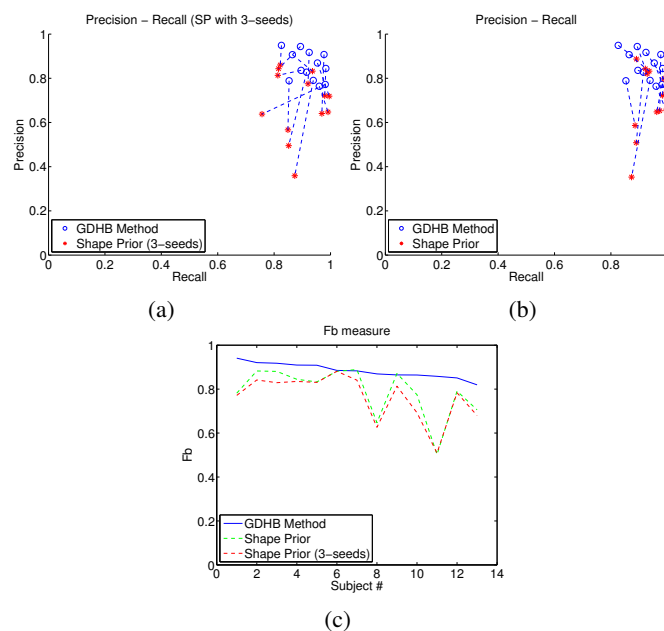 Precision − Recall (SP with 3−seeds)
Precision − Recall
1
0.8
0.6
0.4
0.2
0
Precision
GDHB Method
Shape Prior (3−seeds)
0 0.2 0.4 0.6 0.8 1
Recall
(a)
1
0.8
0.6
0.4
0.2
0
Precision
GDHB Method
Shape Prior
0 0.2 0.4 0.6 0.8
Recall
(b)
Fb measure
1
0.8
0.6
0.4
0.2
0
Fb
GDHB Method
Shape Prior
Shape Prior (3−seeds)
0 2 4 6 8 10 12 14
Subject #
(c)